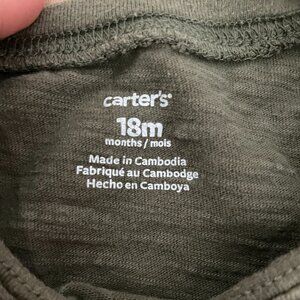 carter's®
18m
months / mois
Made in Cambodia
Fabriqué au Cambodge
Hecho en Camboya